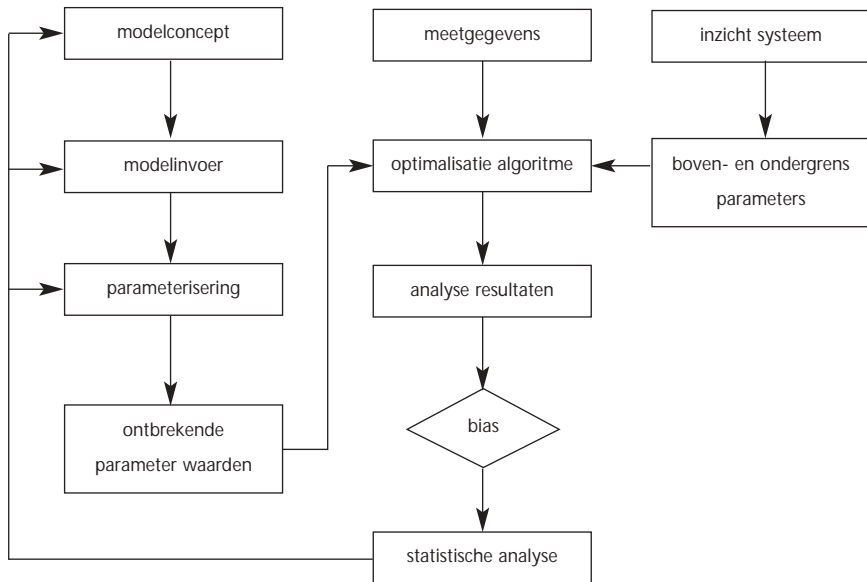 modelconcept
meetgegevens
inzicht systeem
modelinvoer
optimalisatie algoritme
boven- en ondergrens
parameters
parameterisering
analyse resultaten
ontbrekende
parameter waarden
bias
statistische analyse